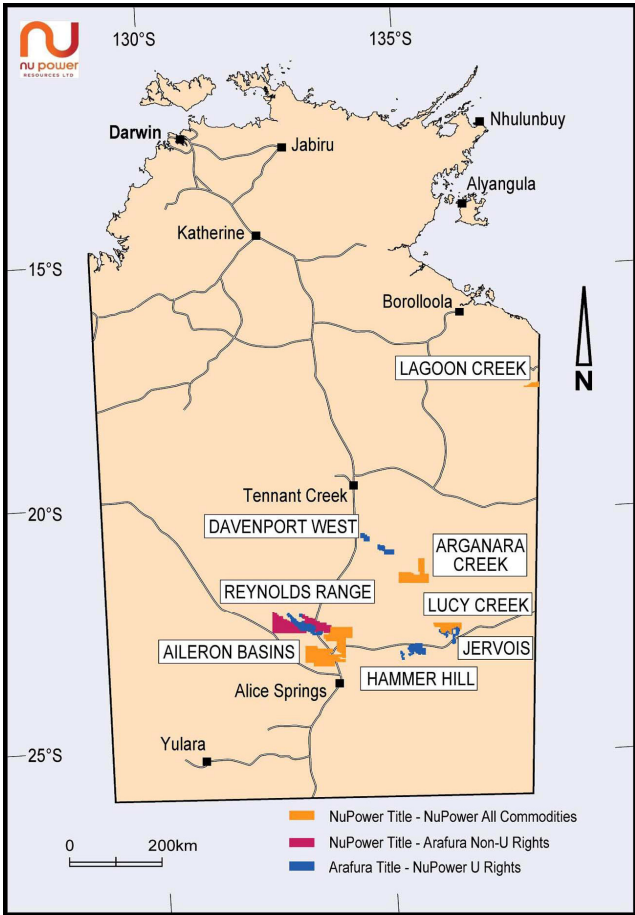 nu power
RESOURCES LTD
130°S
135°S
Nhulunbuy
Darwin
Jabiru
Alyangula
Katherine
15°S
Borolloola
LAGOON CREEK
N
Tennant Creek
20°S
DAVENPORT WEST
ARGANARA
CREEK
REYNOLDS RANGE
LUCY CREEK
AILERON BASINS
JERVOIS
HAMMER HILL
Alice Springs
Yulara
25°S
NuPower Title - NuPower All Commodities
NuPower Title - Arafura Non-U Rights
Arafura Title - NuPower U Rights
0 200km